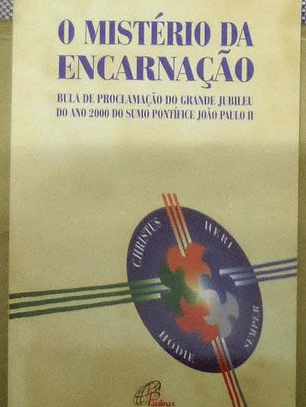 O MISTÉRIO DA
ENCARNAÇÃO
BULA DE PROCLAMAÇÃO DO GRANDE JUBILEU
DO ANO 2000 DO SUMO PONTÍFICE JOÃO PAULO II
CHRISTUS
HERI
HODIE
SEMPER
Paulinas